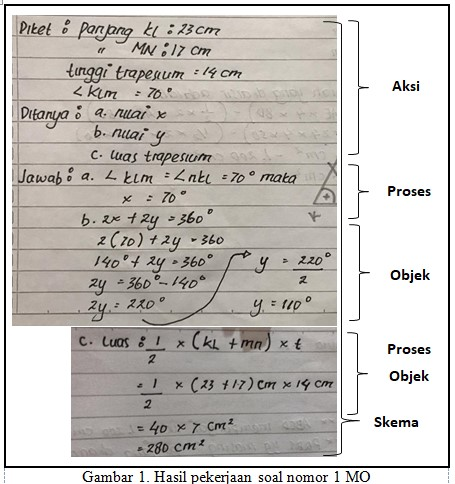 Diket : Panjang KL : 23 cm
" MN : 17 cm
tinggi trapesium = 14 cm
∠KLM = 70°
Ditanya : a. nilai x
b. nilai y
c. luas trapesium
Jawab : a. ∠ KLM = ∠NKL = 70° maka
x = 70°
b. 2x + 2y = 360°
2(70) + 2y = 360
140° + 2y = 360°
2y = 360° - 140°
2y = 220°
y = 220°
2
y = 110°
K
c. Luas : 1/2 × (KL + MN) × t
= 1/2 × (23 + 17) cm × 14 cm
= 40 × 7 cm²
= 280 cm²
Aksi
Proses
Objek
Proses
Objek
Skema
Gambar 1. Hasil pekerjaan soal nomor 1 MO